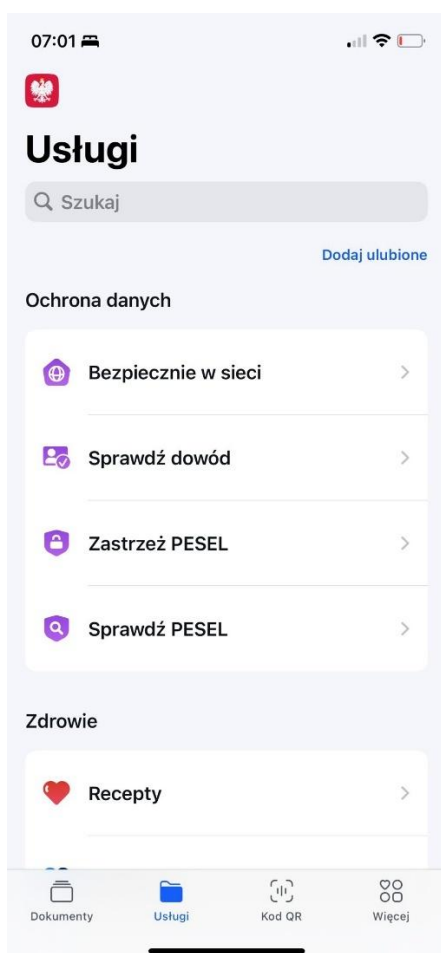 07:01
Usługi
Szukaj
Dodaj ulubione
Ochrona danych
Bezpiecznie w sieci
Sprawdź dowód
Zastrzeż PESEL
Sprawdź PESEL
Zdrowie
Recepty
Dokumenty Usługi Kod QR Więcej